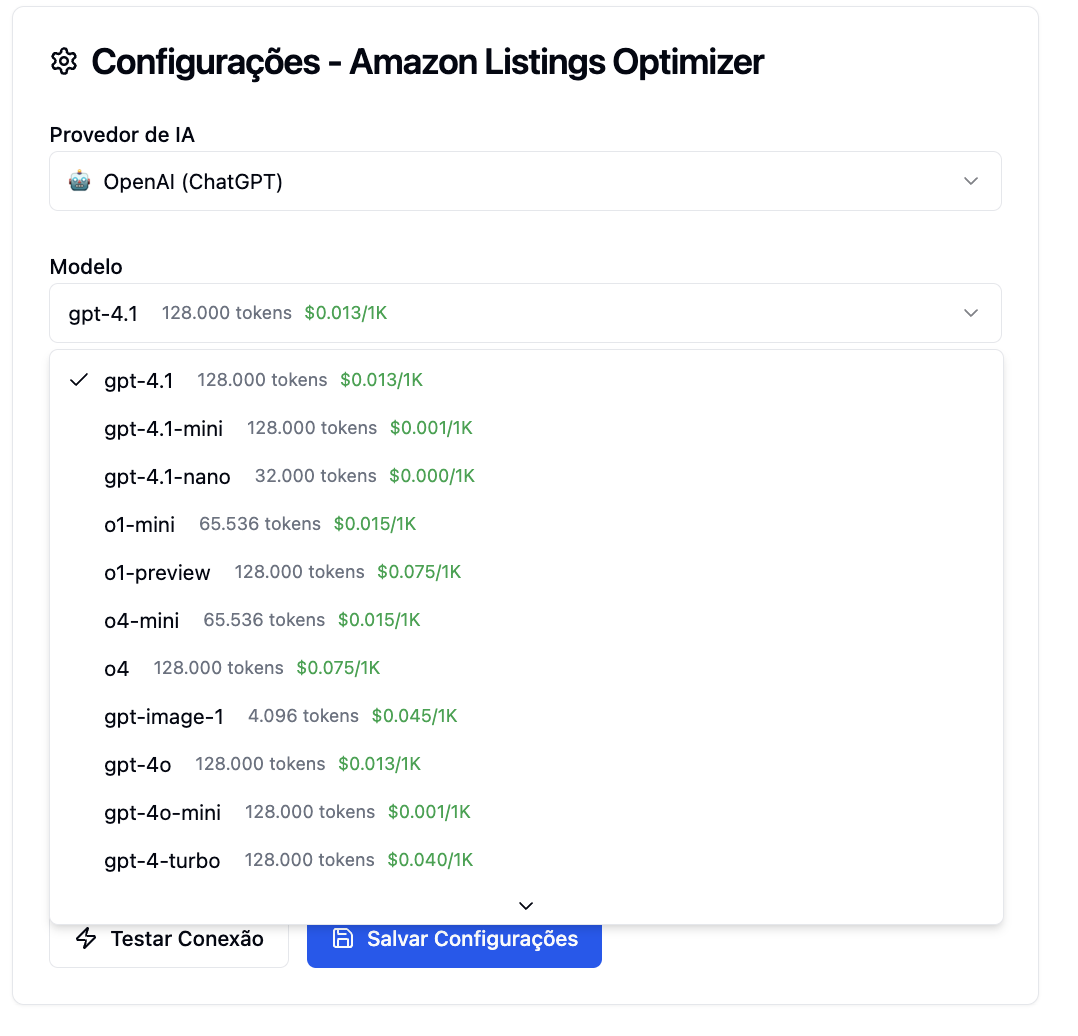 Configurações - Amazon Listings Optimizer
Provedor de IA
OpenAI (ChatGPT)
Modelo
gpt-4.1 128.000 tokens $0.013/1K
gpt-4.1 128.000 tokens $0.013/1K
gpt-4.1-mini 128.000 tokens $0.001/1K
gpt-4.1-nano 32.000 tokens $0.000/1K
o1-mini 65.536 tokens $0.015/1K
o1-preview 128.000 tokens $0.075/1K
o4-mini 65.536 tokens $0.015/1K
o4 128.000 tokens $0.075/1K
gpt-image-1 4.096 tokens $0.045/1K
gpt-4o 128.000 tokens $0.013/1K
gpt-4o-mini 128.000 tokens $0.001/1K
gpt-4-turbo 128.000 tokens $0.040/1K
Testar Conexão Salvar Configurações